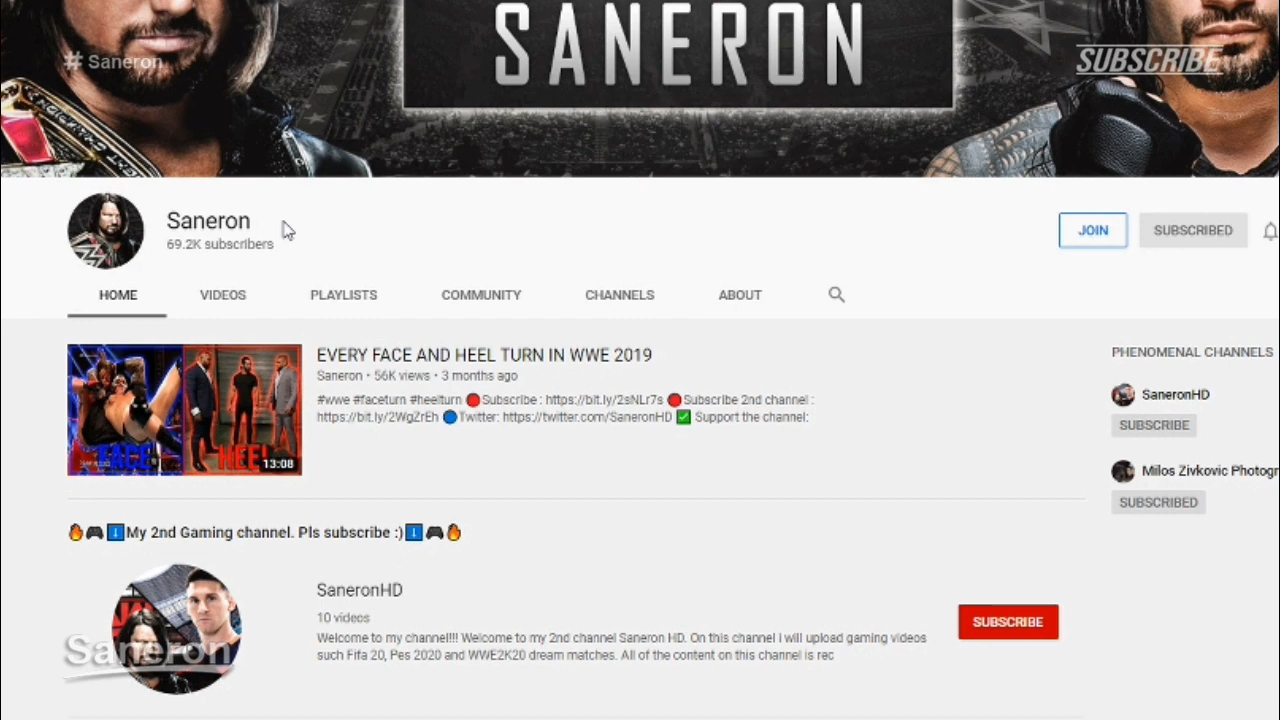 SANERON
# Saneron
SUBSCRIBE
Saneron
69.2K subscribers
JOIN
SUBSCRIBED
HOME
VIDEOS
PLAYLISTS
COMMUNITY
CHANNELS
ABOUT
EVERY FACE AND HEEL TURN IN WWE 2019
Saneron • 56K views • 3 months ago
#wwe #faceturn #heelturn 🔴Subscribe : https://bit.ly/2sNLr7s 🔴Subscribe 2nd channel :
https://bit.ly/2WgZrEh 🔵Twitter: https://twitter.com/SaneronHD ✅ Support the channel:
FACE
HEEL
13:08
PHENOMENAL CHANNELS
SaneronHD
SUBSCRIBE
Milos Zivkovic Photogr
SUBSCRIBED
🔥🎮⬇️My 2nd Gaming channel. Pls subscribe :)⬇️🎮🔥
SaneronHD
10 videos
Welcome to my channel!!! Welcome to my 2nd channel Saneron HD. On this channel i will upload gaming videos
such Fifa 20, Pes 2020 and WWE2K20 dream matches. All of the content on this channel is rec
SUBSCRIBE
Saneron